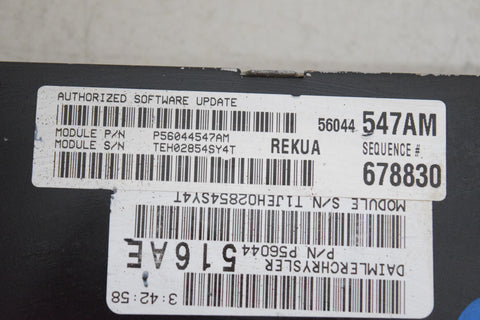 AUTHORIZED SOFTWARE UPDATE
MODULE P/N P56044547AM
MODULE S/N TEH02854SY4T
REKUA
56044 547AM
SEQUENCE #
678830
MODULE S/N T1JEH02854SY4T
P/N P56044 516AE
DAIMLERCHRYSLER
3:42:58